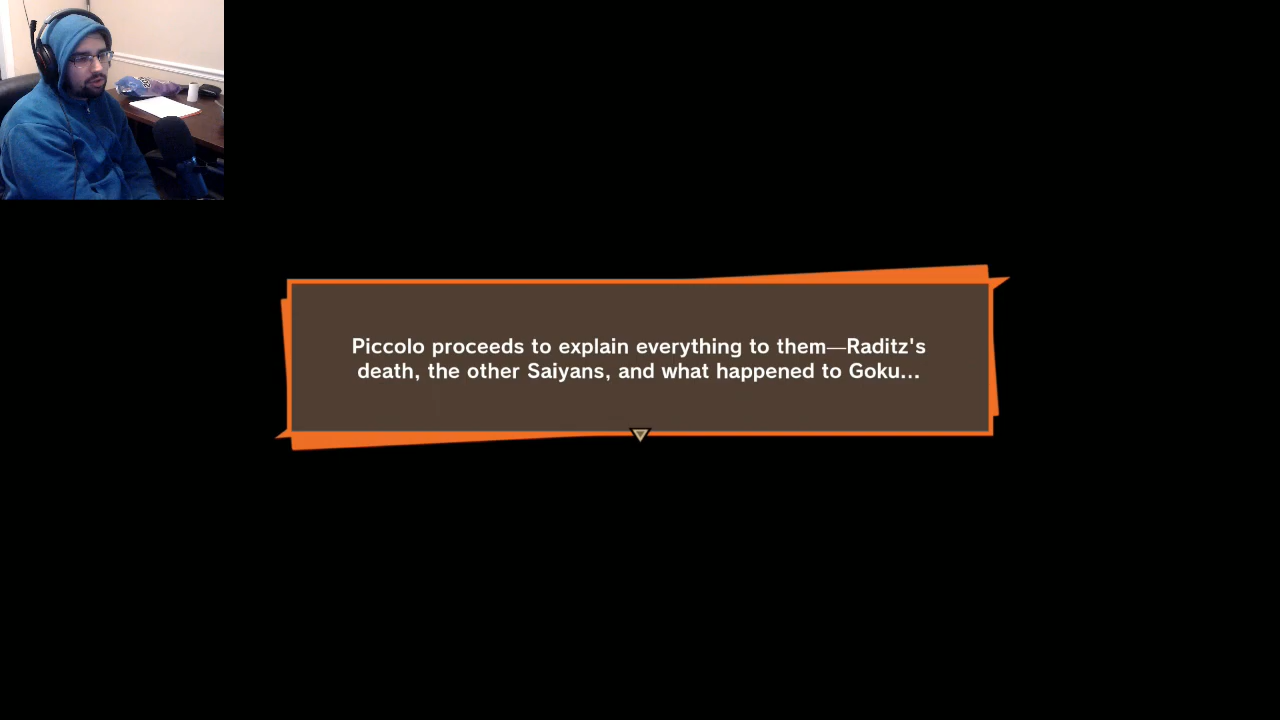 Piccolo proceeds to explain everything to them—Raditz's
death, the other Saiyans, and what happened to Goku...